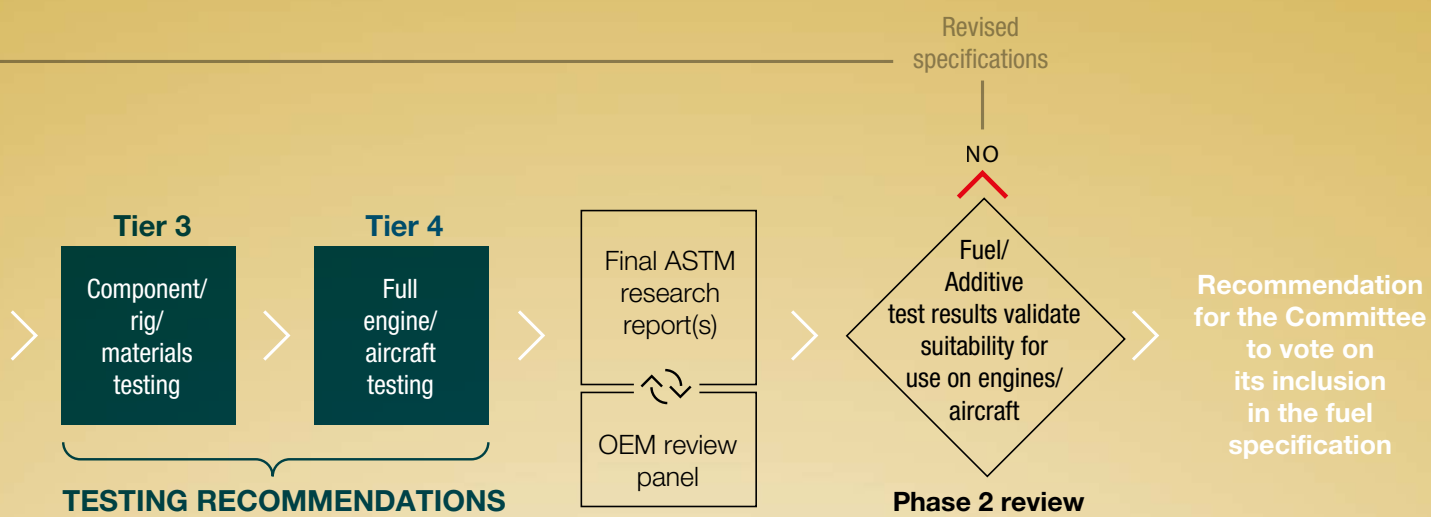 Revised
specifications
NO
Tier 3
Component/
rig/
materials
testing
Tier 4
Full
engine/
aircraft
testing
TESTING RECOMMENDATIONS
Final ASTM
research
report(s)
OEM review
panel
Fuel/
Additive
test results validate
suitability for
use on engines/
aircraft
Phase 2 review
Recommendation
for the Committee
to vote on
its inclusion
in the fuel
specification